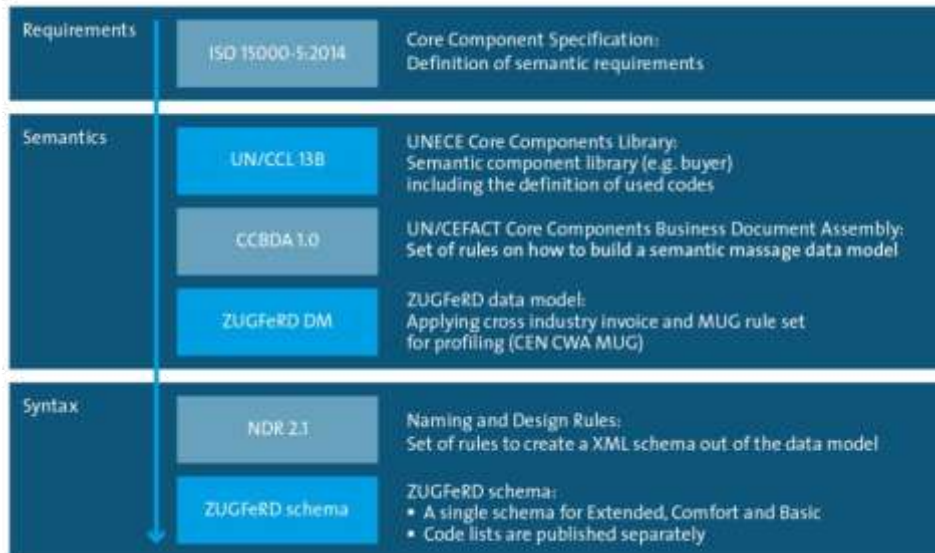 Requirements
ISO 15000-5:2014
Core Component Specification:
Definition of semantic requirements
Semantics
UN/CCL 13B
UNECE Core Components Library:
Semantic component library (e.g. buyer)
including the definition of used codes
CCBDA 1.0
UN/CEFACT Core Components Business Document Assembly:
Set of rules on how to build a semantic massage data model
ZUGFeRD DM
ZUGFeRD data model:
Applying cross industry invoice and MUG rule set
for profiling (CEN CWA MUG)
Syntax
NDR 2.1
Naming and Design Rules:
Set of rules to create a XML schema out of the data model
ZUGFeRD schema
ZUGFeRD schema:
▪ A single schema for Extended, Comfort and Basic
▪ Code lists are published separately